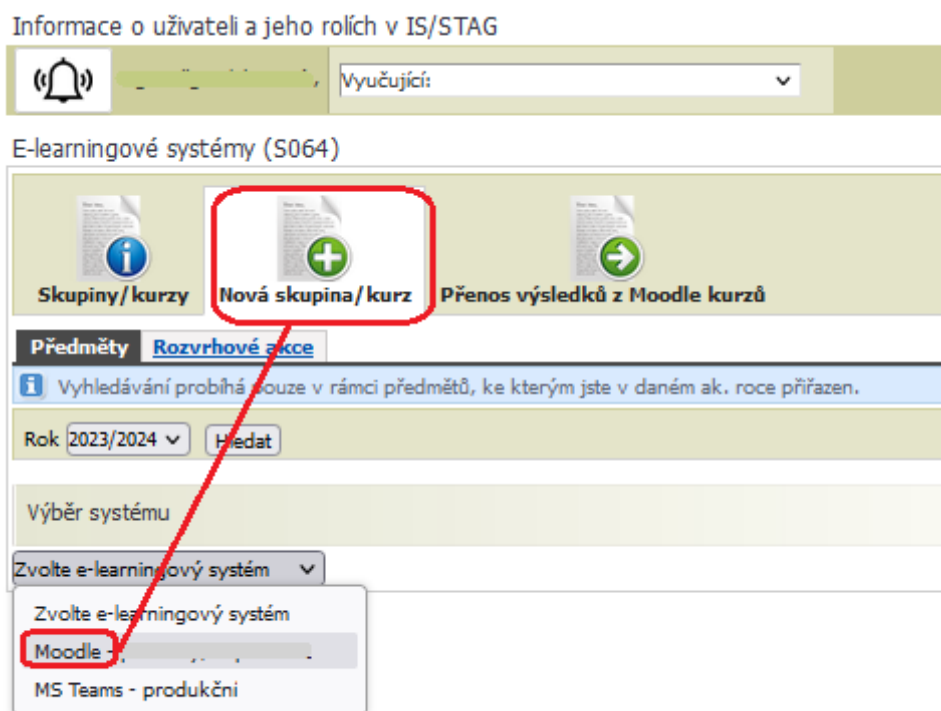 Informace o uživateli a jeho rolích v IS/STAG
Vyučující:
E-learningové systémy (S064)
Skupiny/kurzy Nová skupina/kurz Přenos výsledků z Moodle kurzů
Předměty Rozvrhové akce
Vyhledávání probíhá pouze v rámci předmětů, ke kterým jste v daném ak. roce přiřazen.
Rok 2023/2024 Hledat
Výběr systému
Zvolte e-learningový systém
Zvolte e-learningový systém
Moodle -
MS Teams - produkčni